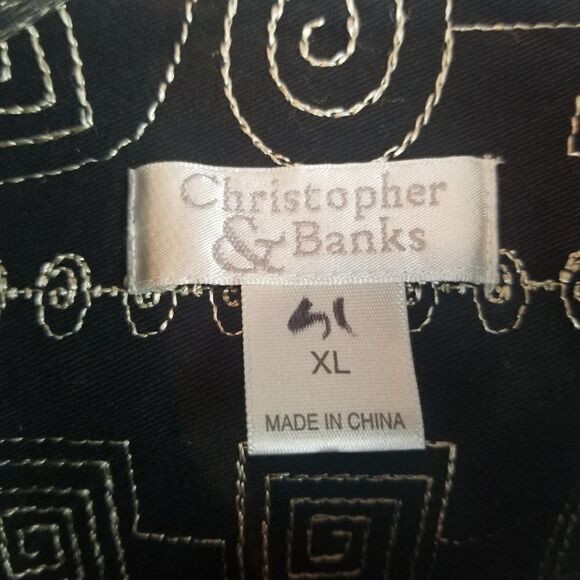 Christopher
& Banks
XL
MADE IN CHINA